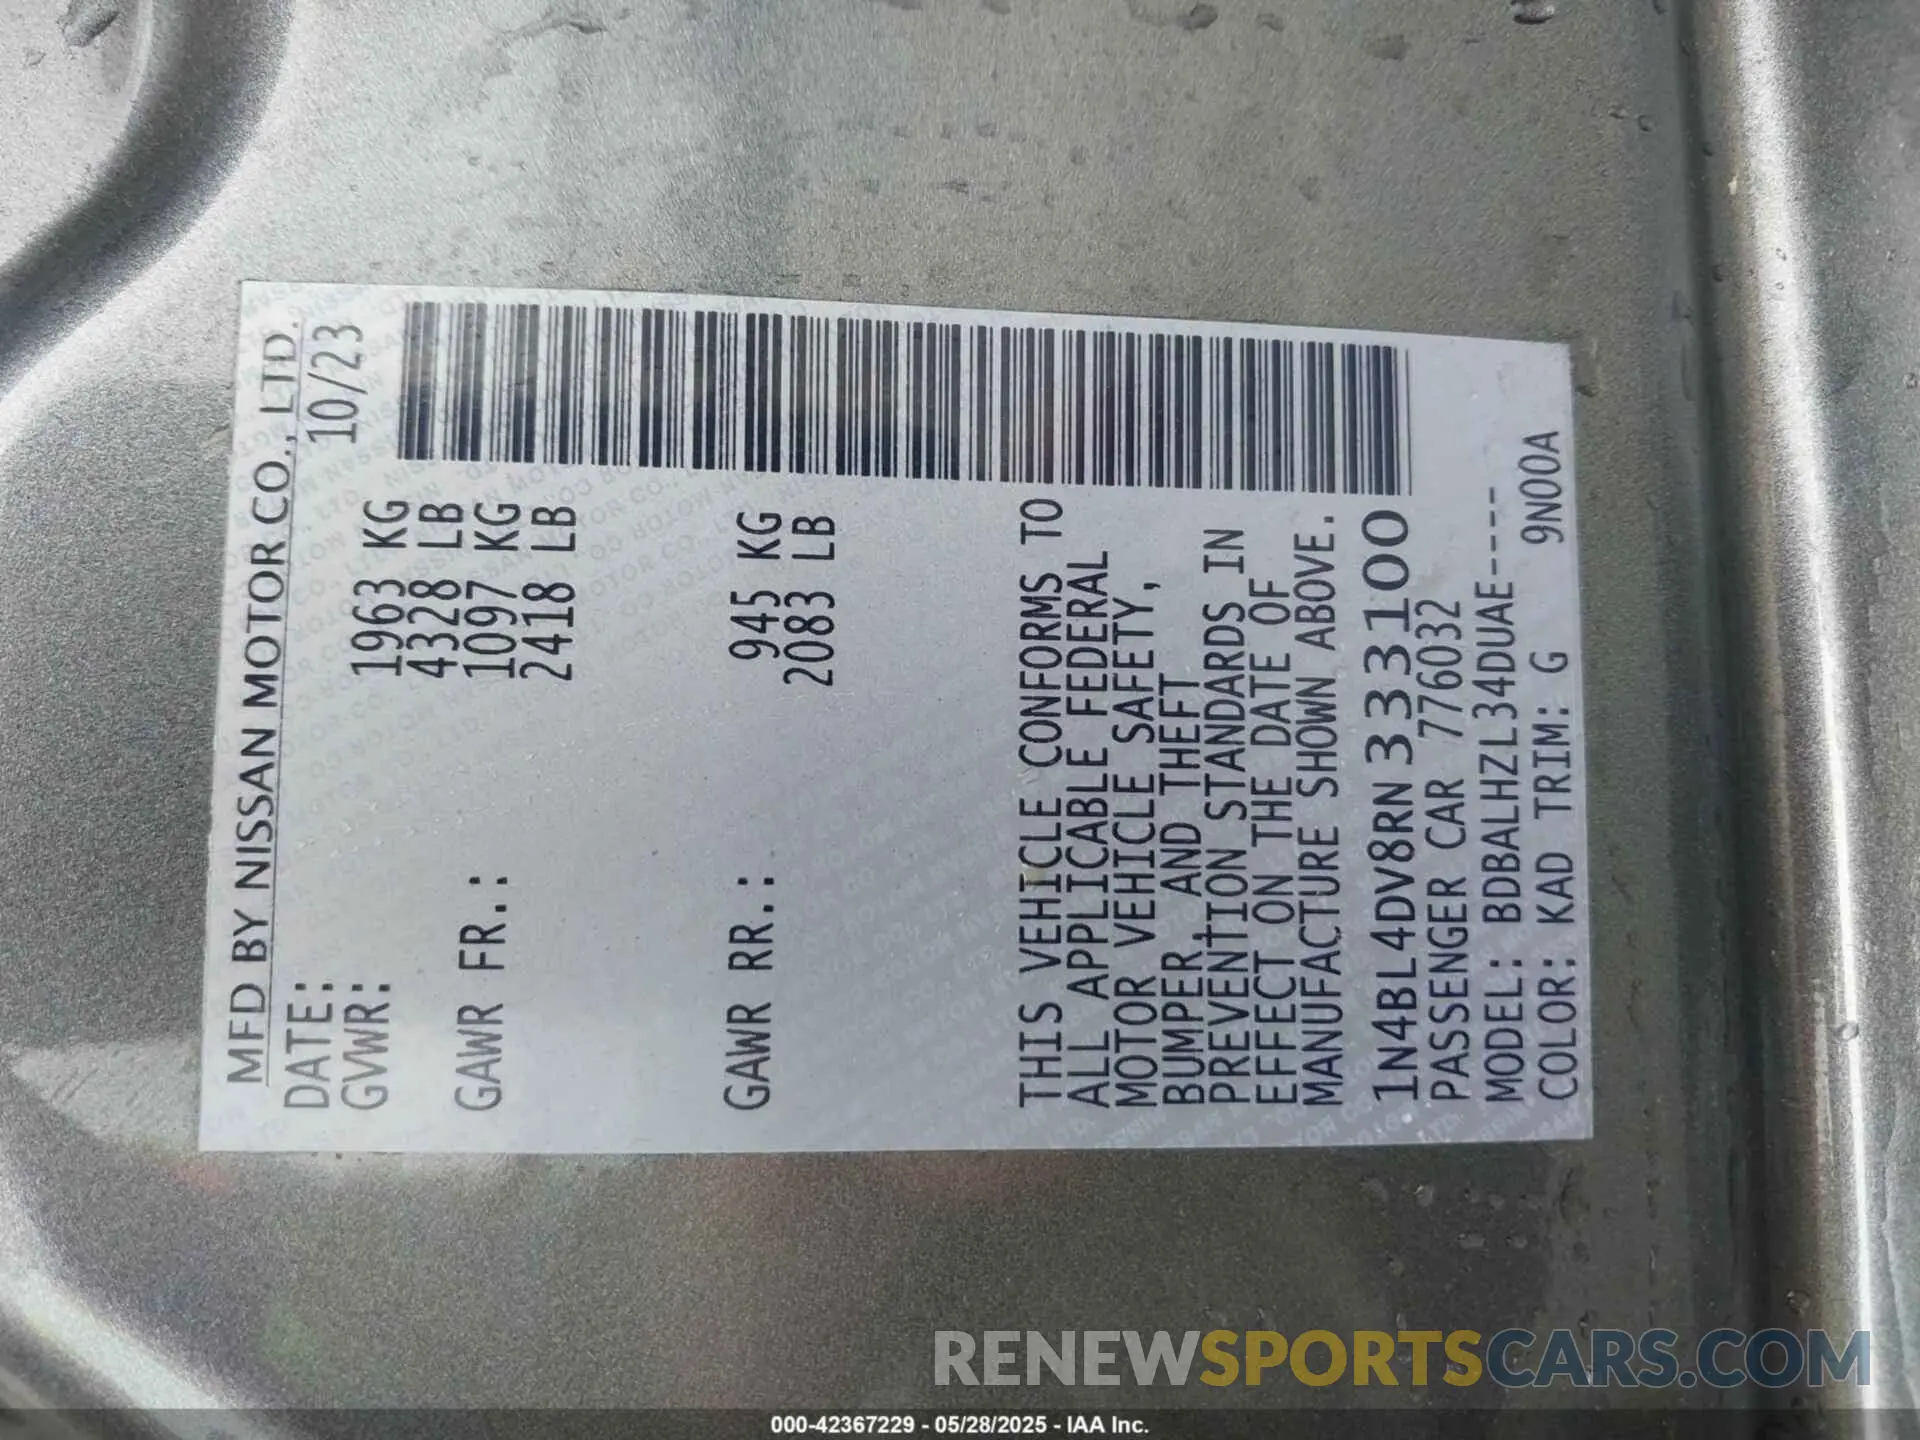 MFD BY NISSAN MOTOR CO., LTD.
DATE: 10/23
GVWR: 1963 KG
4328 LB
GAWR FR.: 1097 KG
2418 LB
GAWR RR.: 945 KG
2083 LB
THIS VEHICLE CONFORMS TO
ALL APPLICABLE FEDERAL
MOTOR VEHICLE SAFETY,
BUMPER, AND THEFT
PREVENTION STANDARDS IN
EFFECT ON THE DATE OF
MANUFACTURE SHOWN ABOVE.
1N4BL4DV8RN333100
PASSENGER CAR 776032
MODEL: BDBALHZL34DUAE-----
COLOR: KAD TRIM: G 9N00A
RENEWSPORTSCARS.COM
000-42367229 - 05/28/2025 - IAA Inc.